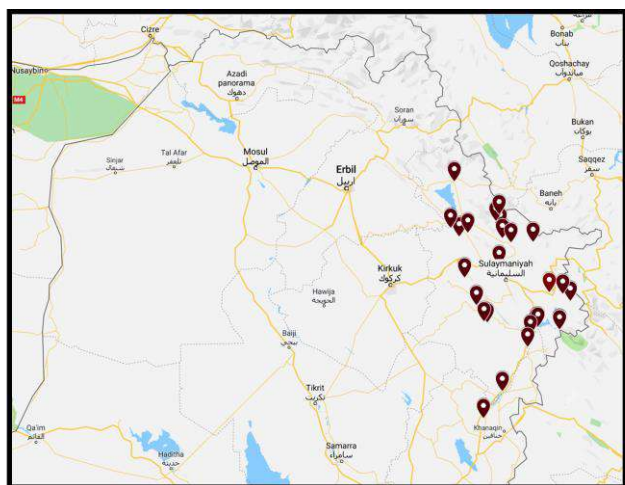 Cizre
Bonab
بناب
Qoshachay
میاندوآب
Nusaybin
M4
Azadi
panorama
دهوك
Soran
سوران
Bukan
بوکان
Sinjar
سنجار
Tal Afar
تلعفر
Mosul
الموصل
Erbil
اربيل
Saqqez
سقز
Baneh
بانه
Sulaymaniyah
السليمانية
Kirkuk
كركوك
Hawija
الحويجة
Baiji
بيجي
Tikrit
تكريت
Qa'im
القائم
Haditha
حديثة
Samarra
سامراء
Khanaqin
خانقين